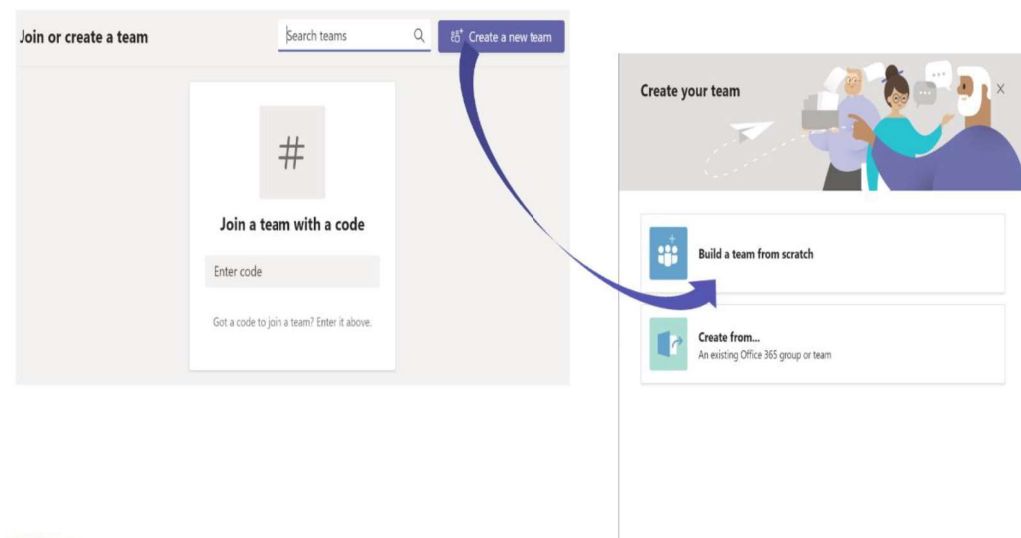 Join or create a team
Search teams
Create a new team
#
Join a team with a code
Enter code
Got a code to join a team? Enter it above.
Create your team
Build a team from scratch
Create from...
An existing Office 365 group or team